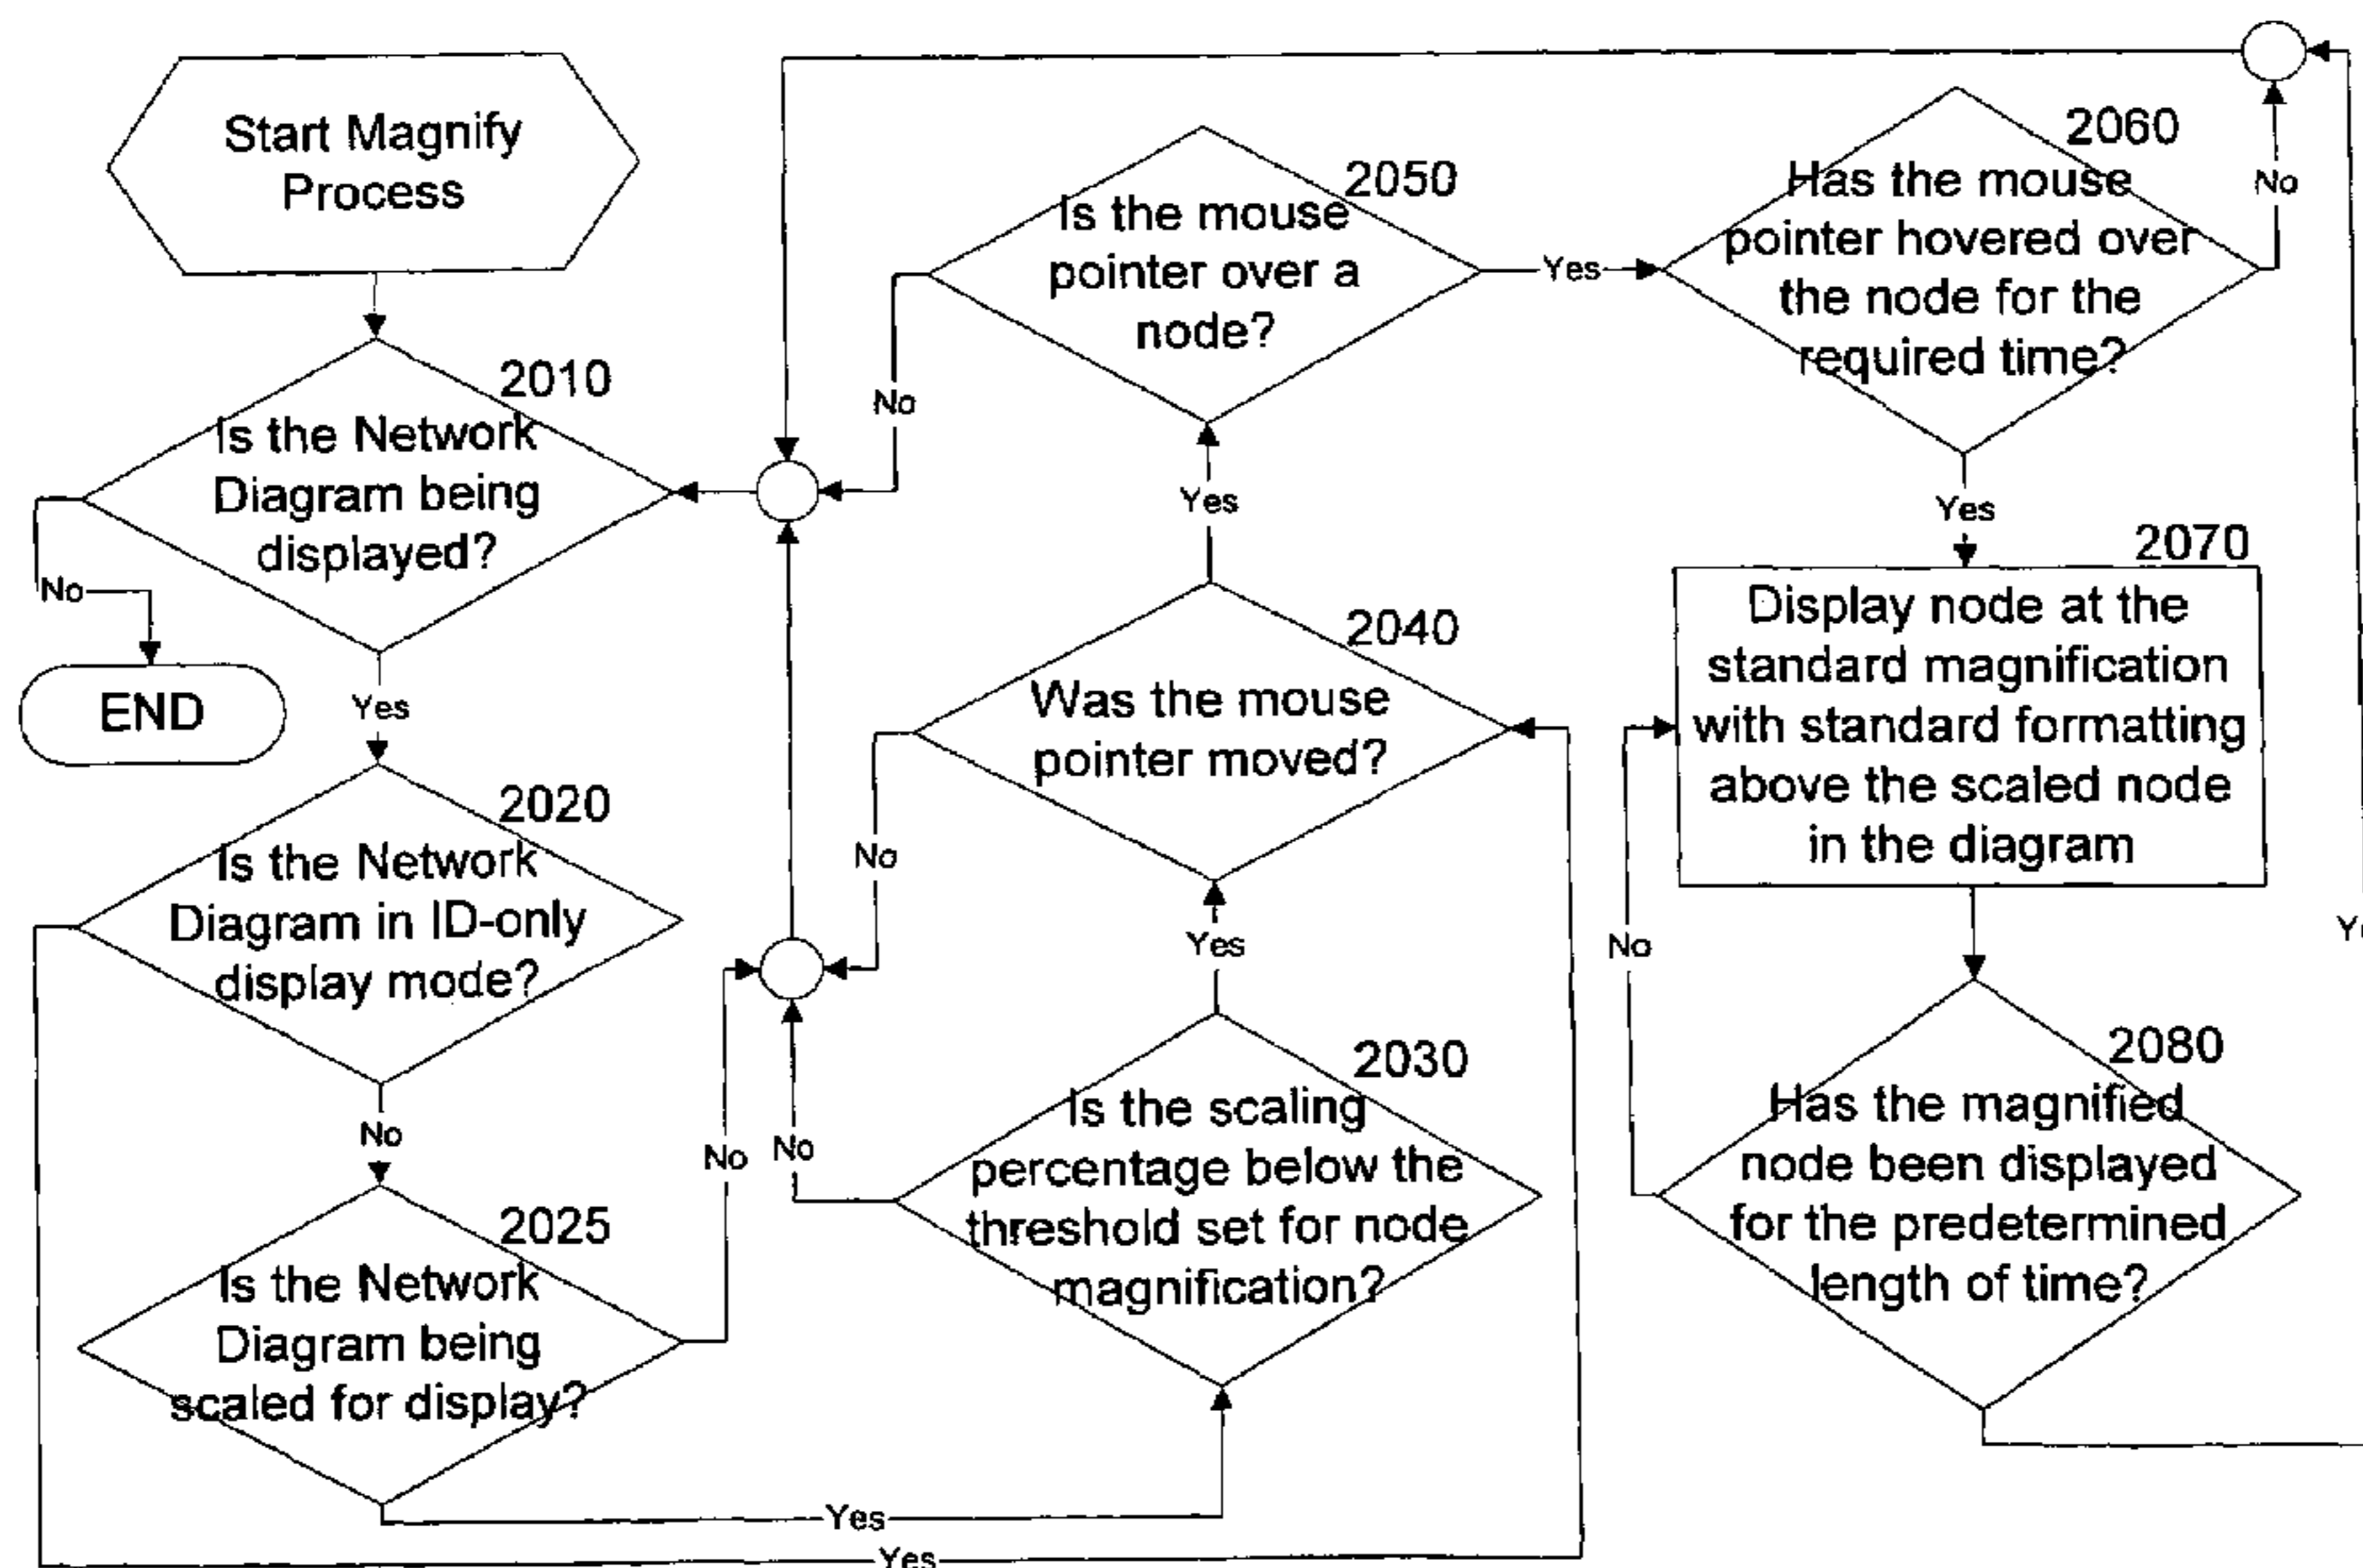 Start Magnify
Process
2010
Is the Network
Diagram being
displayed?
No
END
Yes
2020
Is the Network
Diagram in ID-only
display mode?
No
2025
Is the Network
Diagram being
scaled for display?
No
Yes
Yes
2030
Is the scaling
percentage below the
threshold set for node
magnification?
No
Yes
2040
Was the mouse
pointer moved?
No
Yes
2050
Is the mouse
pointer over a
node?
No
Yes
2060
Has the mouse
pointer hovered over
the node for the
required time?
No
Yes
2070
Display node at the
standard magnification
with standard formatting
above the scaled node
in the diagram
2080
Has the magnified
node been displayed
for the predetermined
length of time?
No